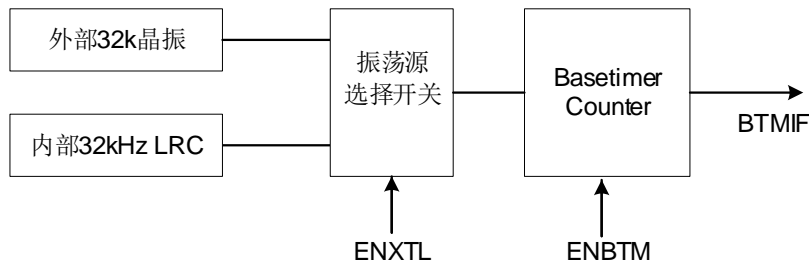 外部32k晶振
内部32kHz LRC
振荡源
选择开关
Basetimer
Counter
BTMIF
ENXTL
ENBTM